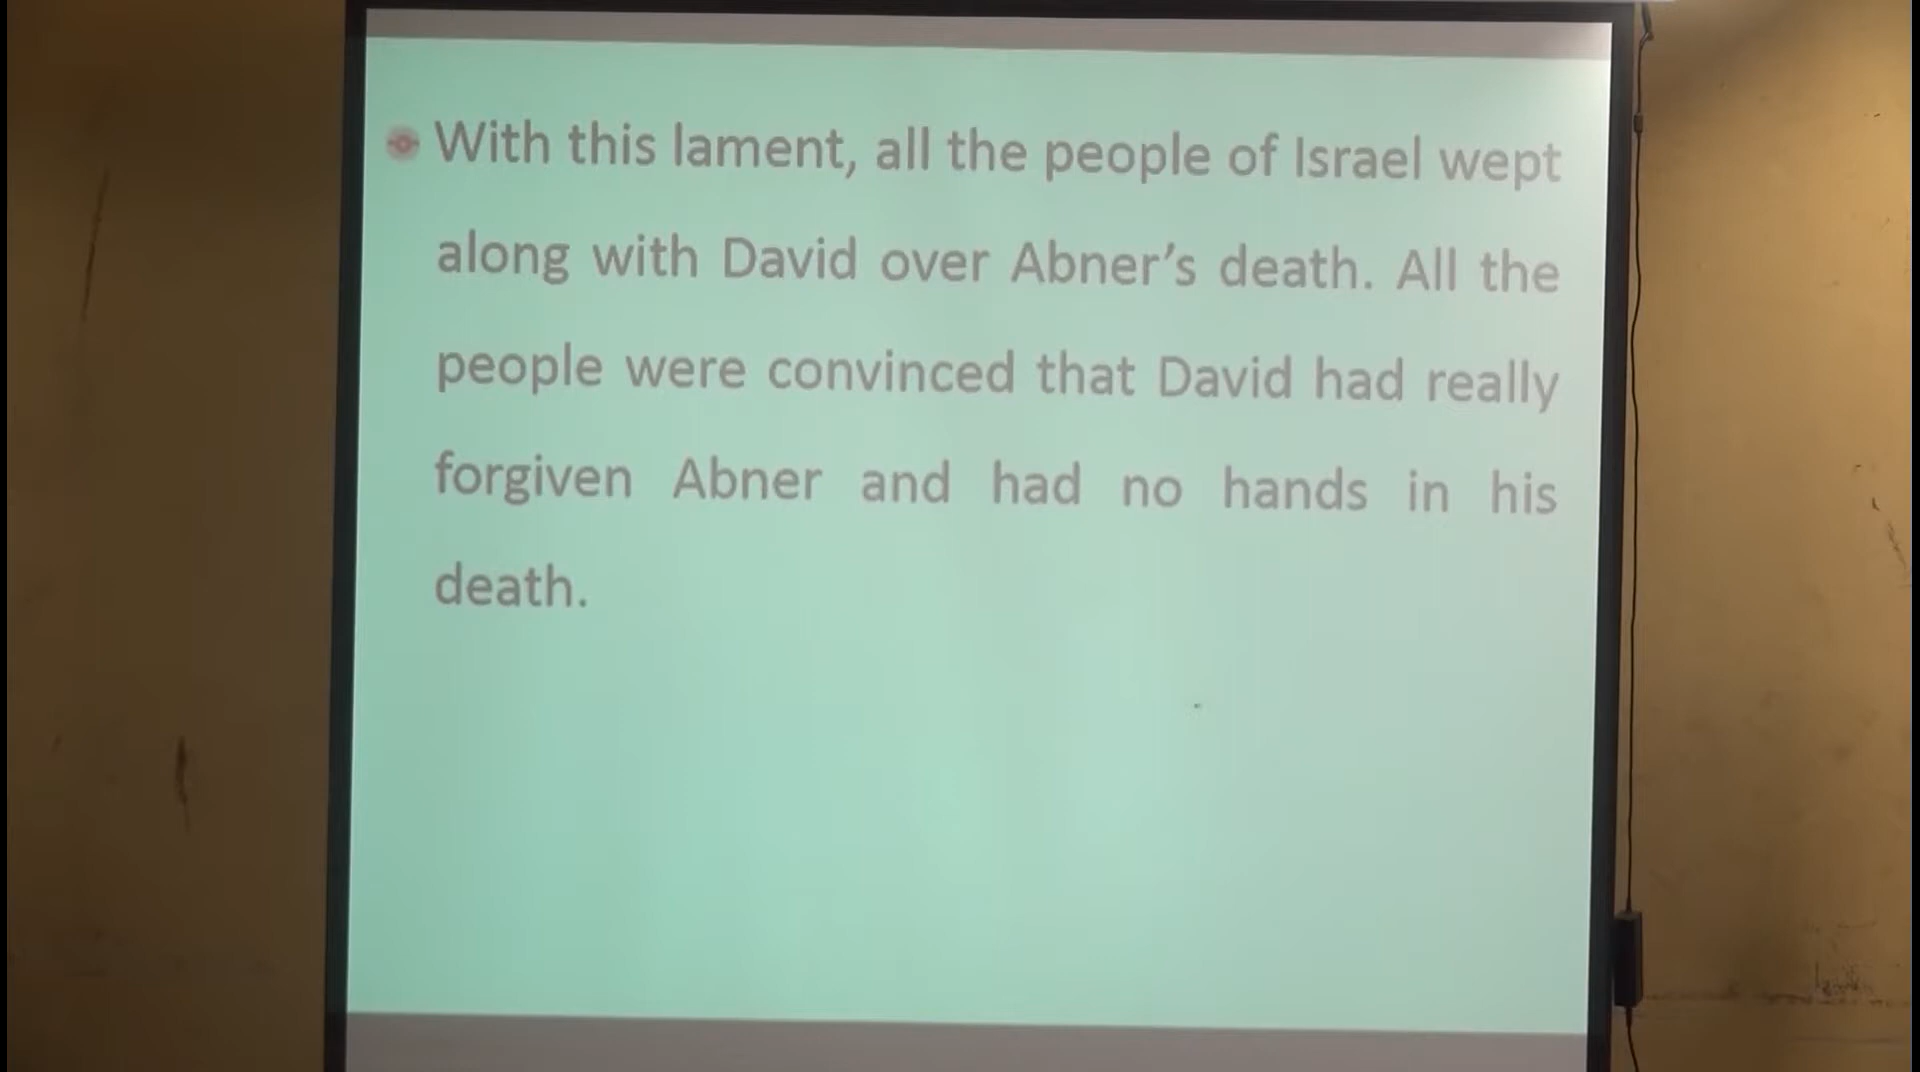 With this lament, all the people of Israel wept
along with David over Abner's death. All the
people were convinced that David had really
forgiven Abner and had no hands in his
death.